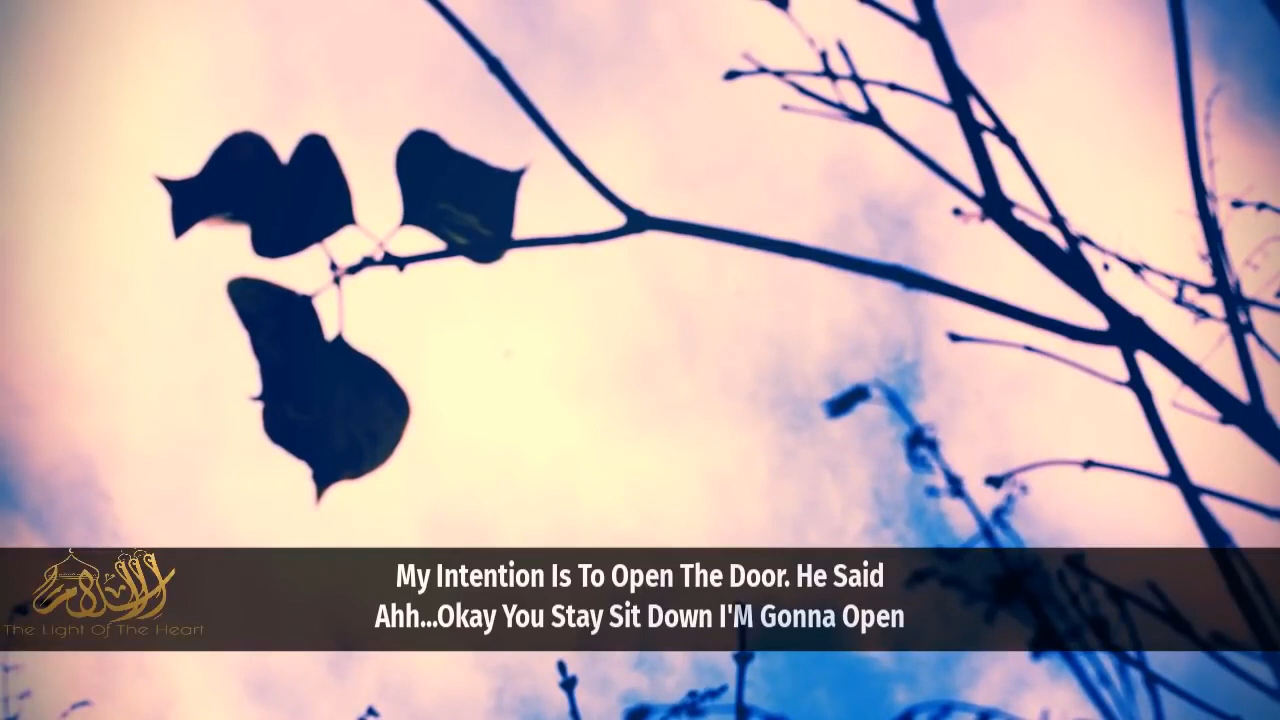 My Intention Is To Open The Door. He Said
Ahh...Okay You Stay Sit Down I'M Gonna Open
الإسلام
The Light Of The Heart